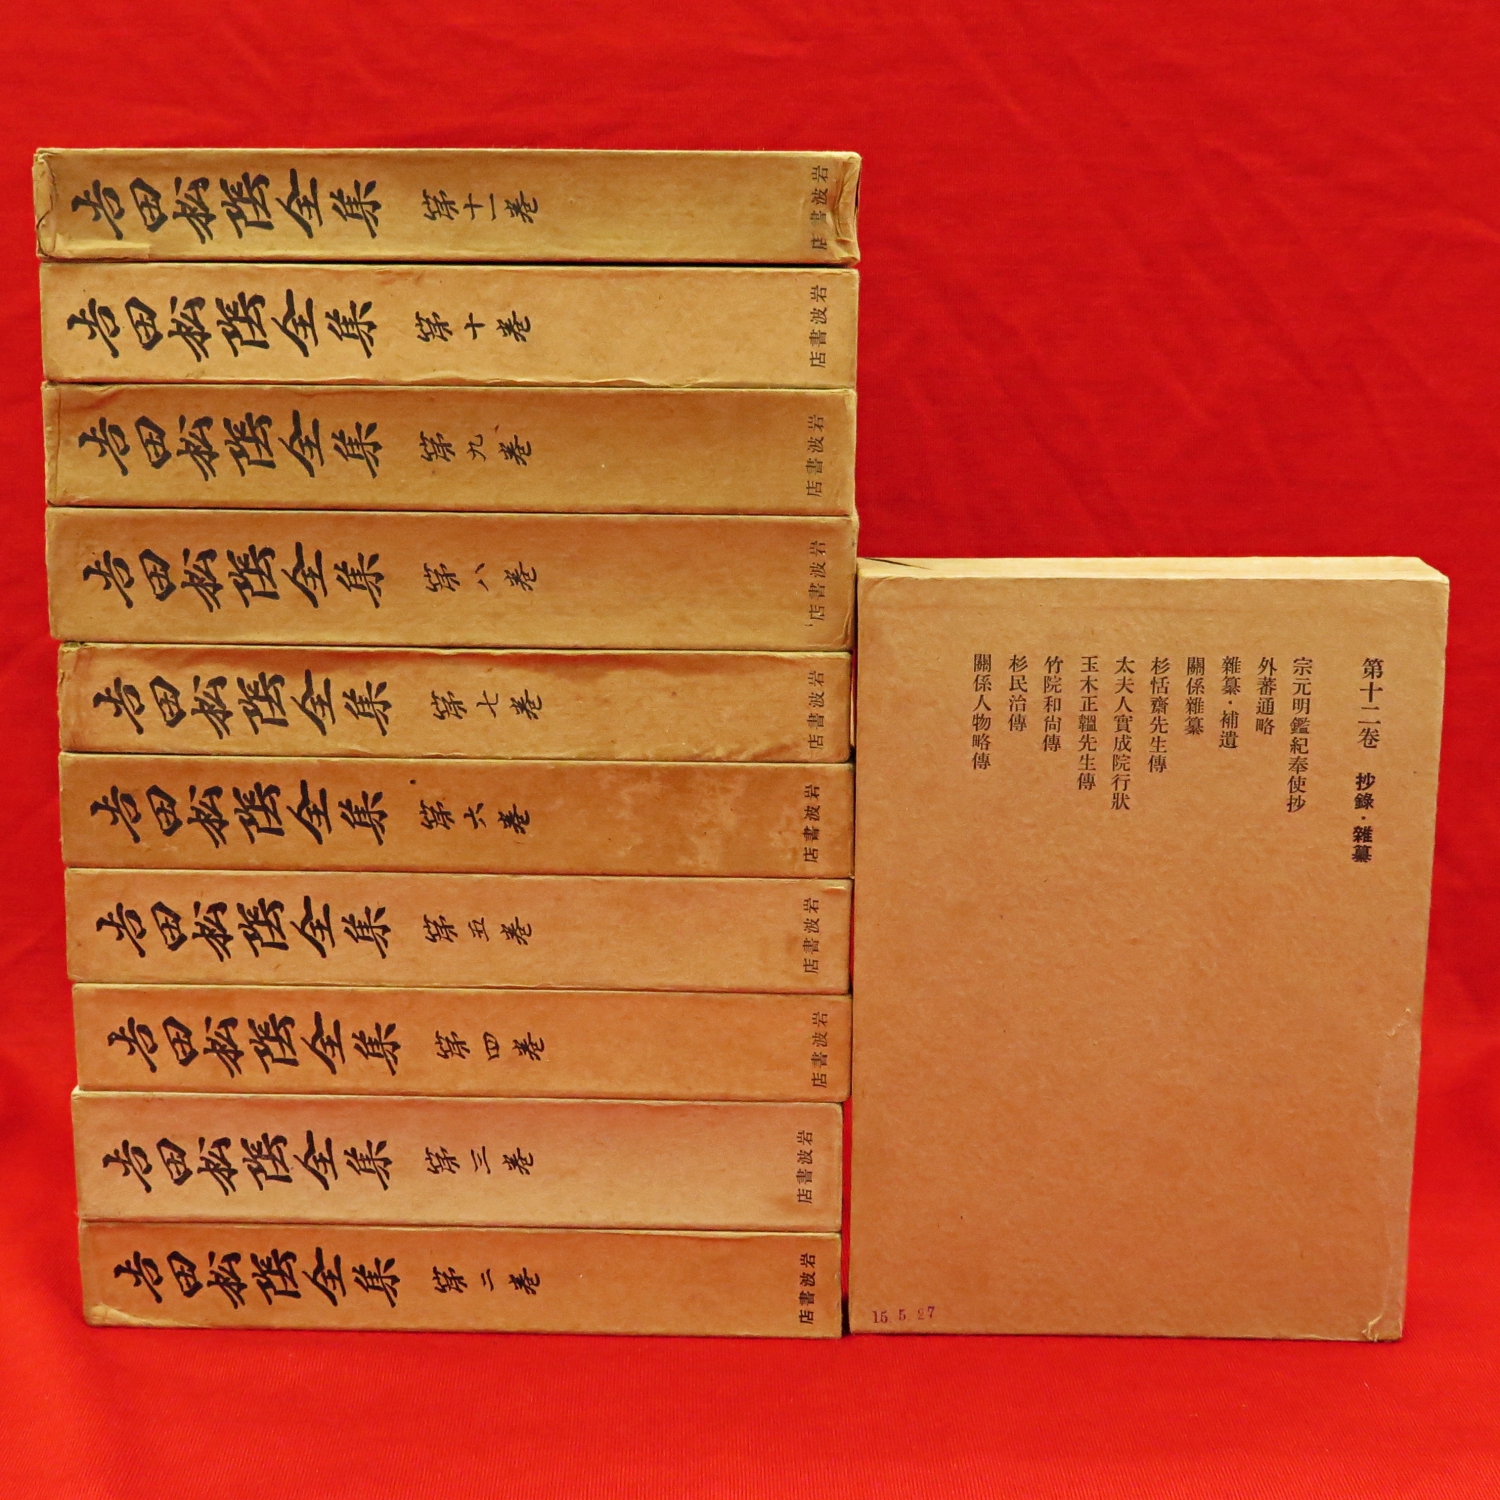 吉田松陰全集 第十一巻 岩波書店
吉田松陰全集 第十巻 岩波書店
吉田松陰全集 第九巻 岩波書店
吉田松陰全集 第八巻 岩波書店
吉田松陰全集 第七巻 岩波書店
吉田松陰全集 第六巻 岩波書店
吉田松陰全集 第五巻 岩波書店
吉田松陰全集 第四巻 岩波書店
吉田松陰全集 第三巻 岩波書店
吉田松陰全集 第二巻 岩波書店
第十二卷 抄錄・雜纂
宗元明鑑紀奉使抄
外蕃通略
雜纂・補遺
關係雜纂
杉恬齋先生傳
太夫人實成院行狀
玉木正韞先生傳
竹院和尙傳
杉民治傳
關係人物略傳
15.5.27